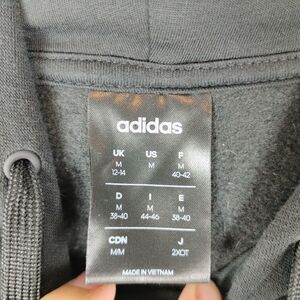 adidas
UK US F
M M M
12-14 40-42
D I E
M M M
38-40 44-46 38-40
CDN J
M/M 2XOT
MADE IN VIETNAM